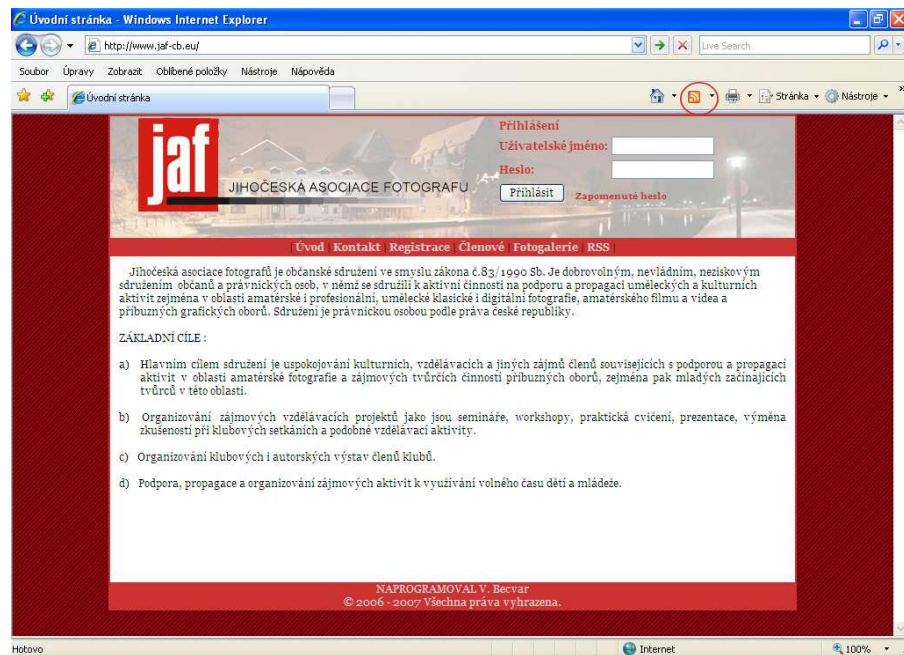 Úvodní stránka - Windows Internet Explorer
http://www.jaf-cb.eu/
Live Search
Soubor Úpravy Zobrazit Oblíbené položky Nástroje Nápověda
Úvodní stránka
Stránka
Nástroje
»
jaf
JIHOČESKÁ ASOCIACE FOTOGRAFU
Přihlášení
Uživatelské jméno:
Heslo:
Přihlásit Zapomenuté heslo
| Úvod | Kontakt | Registrace | Členové | Fotogalerie | RSS |
Jihočeská asociace fotografů je občanské sdružení ve smyslu zákona č.83/1990 Sb. Je dobrovolným, nevládním, neziskovým
sdružením občanů a právnických osob, v němž se sdružili k aktivní činnosti na podporu a propagaci uměleckých a kulturních
aktivit zejména v oblasti amatérské i profesionální, umělecké klasické i digitální fotografie, amatérského filmu a videa a
příbuzných grafických oborů. Sdružení je právnickou osobou podle práva české republiky.
ZÁKLADNÍ CÍLE :
a) Hlavním cílem sdružení je uspokojování kulturních, vzdělávacích a jiných zájmů členů souvisejících s podporou a propagací
aktivit v oblasti amatérské fotografie a zájmových tvůrčích činností příbuzných oborů, zejména pak mladých začínajících
tvůrců v této oblasti.
b) Organizování zájmových vzdělávacích projektů jako jsou semináře, workshopy, praktická cvičení, prezentace, výměna
zkušeností při klubových setkáních a podobné vzdělávací aktivity.
c) Organizování klubových i autorských výstav členů klubů.
d) Podpora, propagace a organizování zájmových aktivit k využívání volného času dětí a mládeže.
NAPROGRAMOVAL V. Becvar
© 2006 - 2007 Všechna práva vyhrazena.
Hotovo
Internet
100%